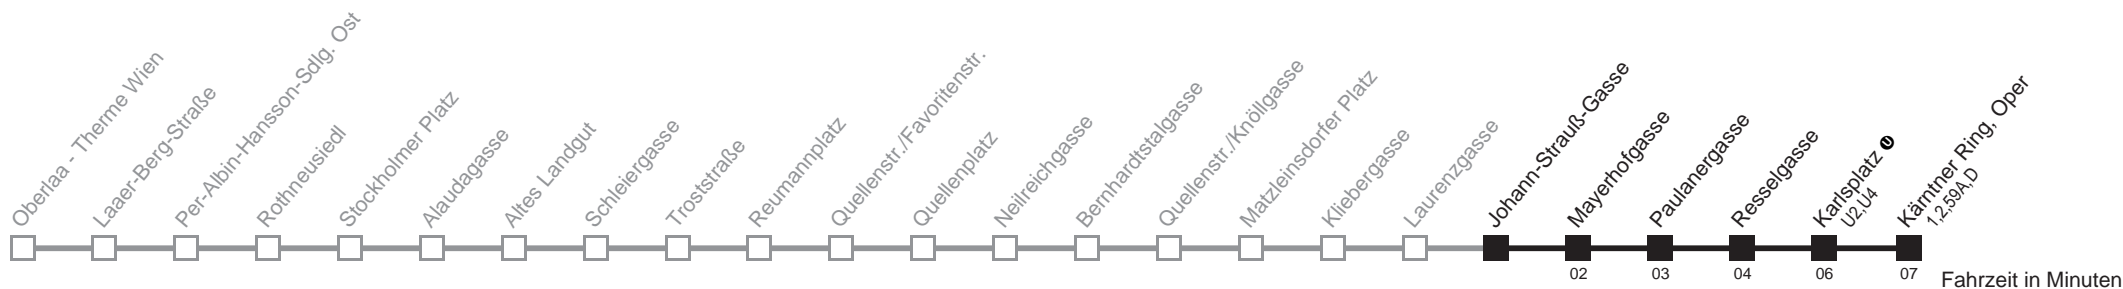 Oberlaa - Therme Wien
Laaer-Berg-Straße
Per-Albin-Hansson-Sdlg. Ost
Rothneusiedl
Stockholmer Platz
Alaudagasse
Altes Landgut
Schleiergasse
Troststraße
Reumannplatz
Quellenstr./Favoritenstr.
Quellenplatz
Neilreichgasse
Bernhardtstalgasse
Quellenstr./Knöllgasse
Matzleinsdorfer Platz
Kliebergasse
Laurenzgasse
Johann-Strauß-Gasse
Mayerhofgasse
Paulanergasse
Resselgasse
Karlsplatz U
U2,U4
Kärntner Ring, Oper
1,2,59A,D
02 03 04 06 07
Fahrzeit in Minuten